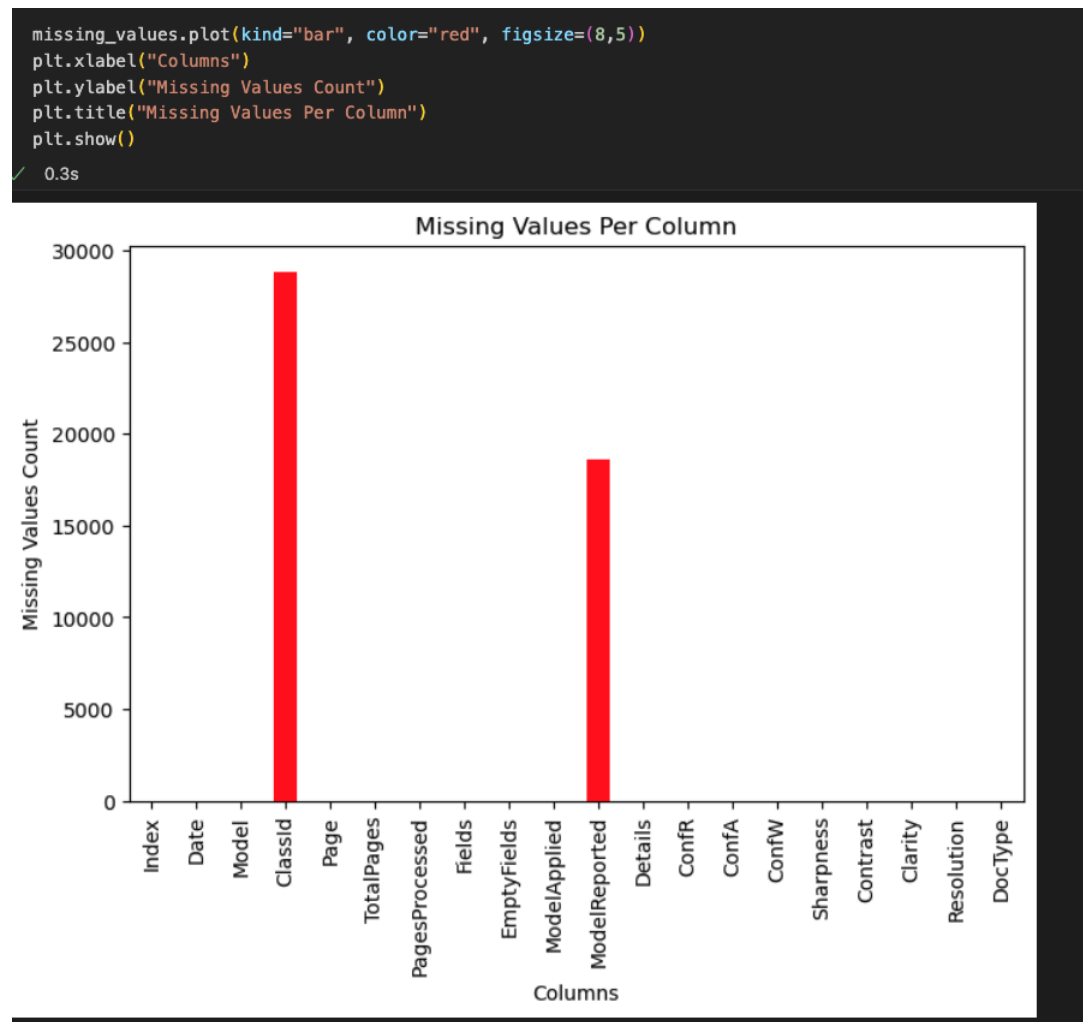 missing_values.plot(kind="bar", color="red", figsize=(8,5))
plt.xlabel("Columns")
plt.ylabel("Missing Values Count")
plt.title("Missing Values Per Column")
plt.show()
✓ 0.3s
Missing Values Per Column
30000
25000
20000
15000
10000
5000
0
Missing Values Count
Index
Date
Model
ClassId
Page
TotalPages
PagesProcessed
Fields
EmptyFields
ModelApplied
ModelReported
Details
ConfR
ConfA
ConfW
Sharpness
Contrast
Clarity
Resolution
DocType
Columns